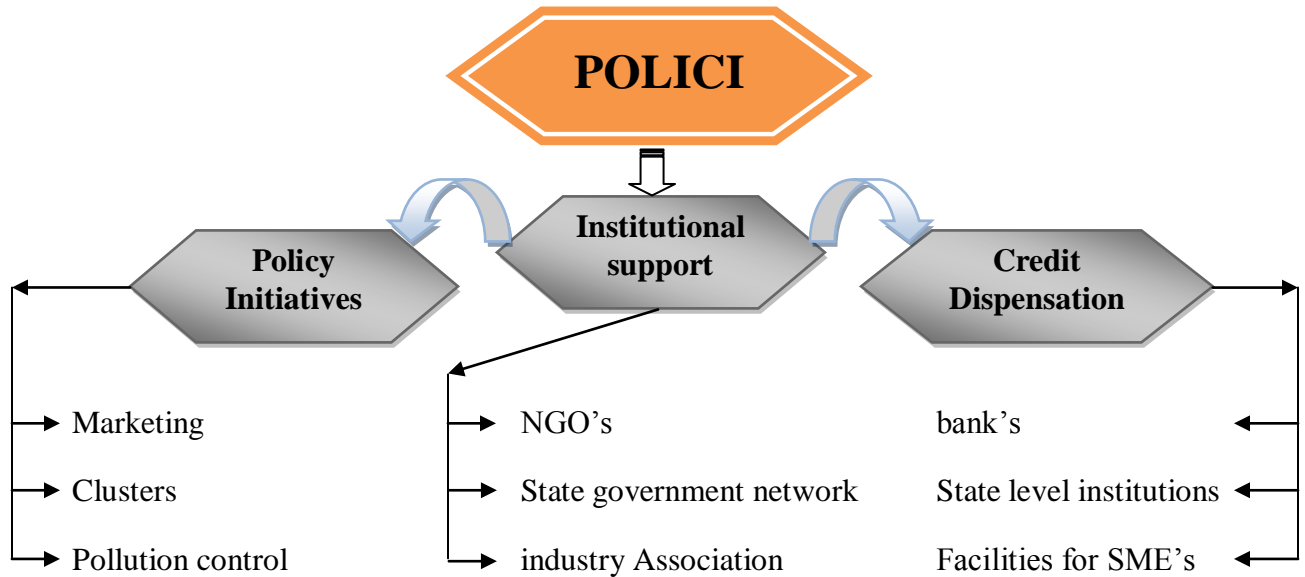 POLICI
Institutional
support
Policy
Initiatives
Credit
Dispensation
Marketing
Clusters
Pollution control
NGO’s
State government network
industry Association
bank’s
State level institutions
Facilities for SME’s